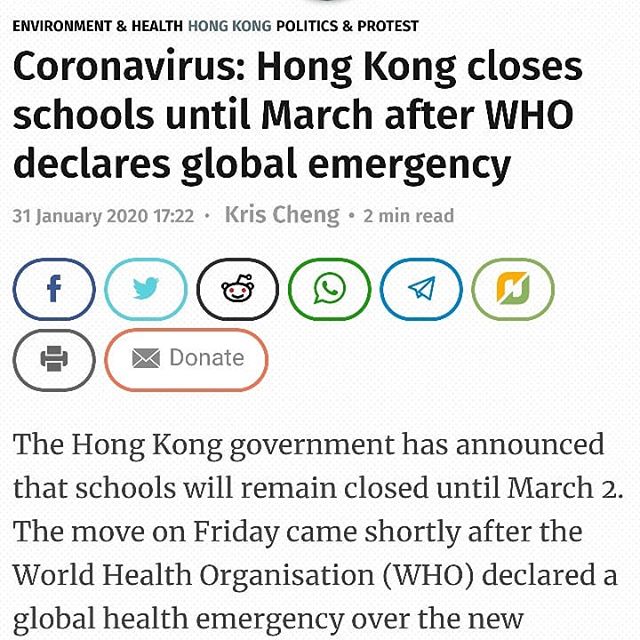 ENVIRONMENT & HEALTH HONG KONG POLITICS & PROTEST
Coronavirus: Hong Kong closes
schools until March after WHO
declares global emergency
31 January 2020 17:22 • Kris Cheng • 2 min read
Donate
The Hong Kong government has announced
that schools will remain closed until March 2.
The move on Friday came shortly after the
World Health Organisation (WHO) declared a
global health emergency over the new